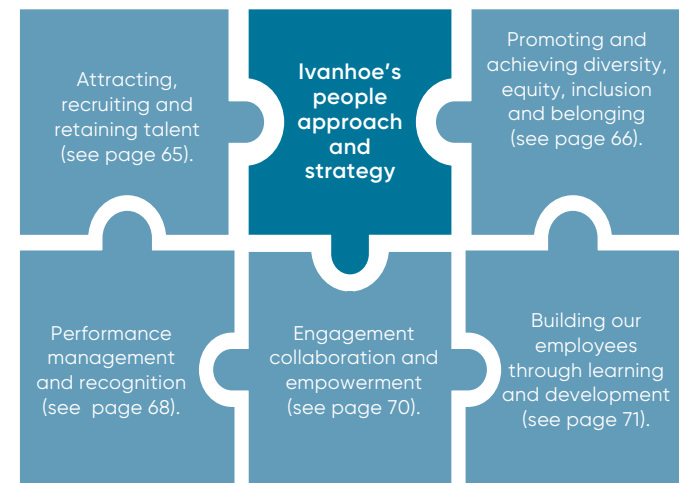 Attracting,
recruiting and
retaining talent
(see page 65).
Ivanhoe's
people
approach
and
strategy
Promoting and
achieving diversity,
equity, inclusion
and belonging
(see page 66).
Performance
management
and recognition
(see page 68).
Engagement
collaboration and
empowerment
(see page 70).
Building our
employees
through learning
and development
(see page 71).